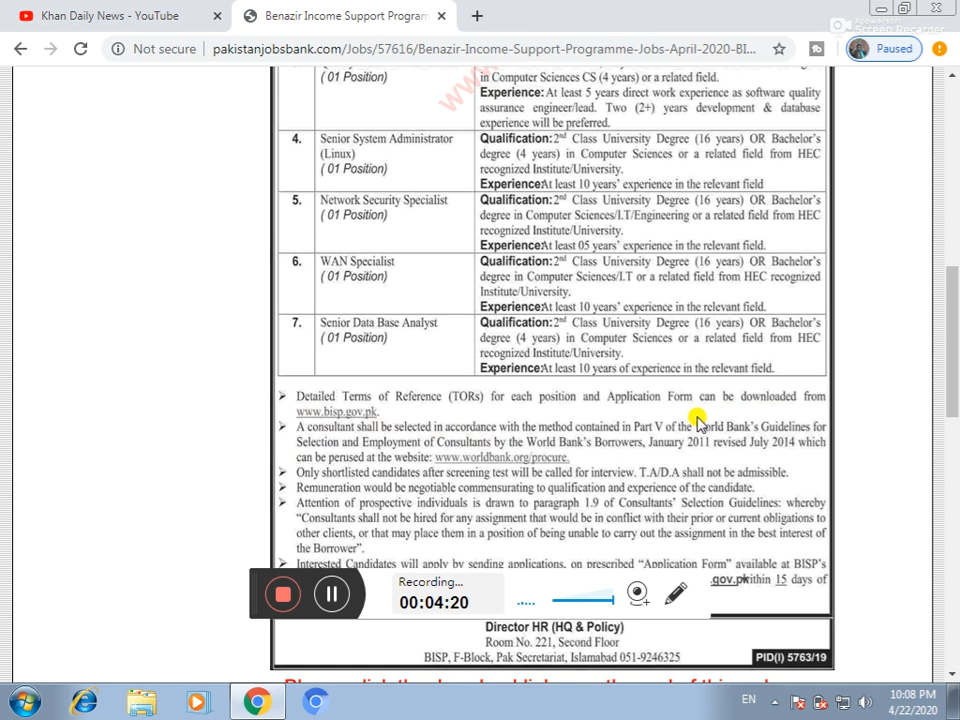 Khan Daily News - YouTube
Benazir Income Support Program
Apowersoft
Screen Recorder
Not secure
pakistanjobsbank.com/Jobs/57616/Benazir-Income-Support-Programme-Jobs-April-2020-BI...
Paused
www.
( 01 Position)
in Computer Sciences CS (4 years) or a related field.
Experience: At least 5 years direct work experience as software quality
assurance engineer/lead. Two (2+) years development & database
experience will be preferred.
4. Senior System Administrator
(Linux)
( 01 Position)
Qualification: 2nd Class University Degree (16 years) OR Bachelor's
degree (4 years) in Computer Sciences or a related field from HEC
recognized Institute/University.
Experience: At least 10 years' experience in the relevant field
5. Network Security Specialist
( 01 Position)
Qualification: 2nd Class University Degree (16 years) OR Bachelor's
degree in Computer Sciences/I.T/Engineering or a related field from HEC
recognized Institute/University.
Experience: At least 05 years' experience in the relevant field.
6. WAN Specialist
( 01 Position)
Qualification: 2nd Class University Degree (16 years) OR Bachelor's
degree in Computer Sciences/I.T or a related field from HEC recognized
Institute/University.
Experience: At least 10 years' experience in the relevant field.
7. Senior Data Base Analyst
( 01 Position)
Qualification: 2nd Class University Degree (16 years) OR Bachelor's
degree (4 years) in Computer Sciences or a related field from HEC
recognized Institute/University.
Experience: At least 10 years of experience in the relevant field.
Detailed Terms of Reference (TORs) for each position and Application Form can be downloaded from
www.bisp.gov.pk.
A consultant shall be selected in accordance with the method contained in Part V of the World Bank's Guidelines for
Selection and Employment of Consultants by the World Bank's Borrowers, January 2011 revised July 2014 which
can be perused at the website: www.worldbank.org/procure.
Only shortlisted candidates after screening test will be called for interview. T.A/D.A shall not be admissible.
Remuneration would be negotiable commensurating to qualification and experience of the candidate.
Attention of prospective individuals is drawn to paragraph 1.9 of Consultants' Selection Guidelines: whereby
"Consultants shall not be hired for any assignment that would be in conflict with their prior or current obligations to
other clients, or that may place them in a position of being unable to carry out the assignment in the best interest of
the Borrower".
Interested Candidates will apply by sending applications, on prescribed "Application Form" available at BISP's
.gov.pk within 15 days of
Recording...
00:04:20
Director HR (HQ & Policy)
Room No. 221, Second Floor
BISP, F-Block, Pak Secretariat, Islamabad 051-9246325
PID(I) 5763/19
EN
10:08 PM
4/22/2020